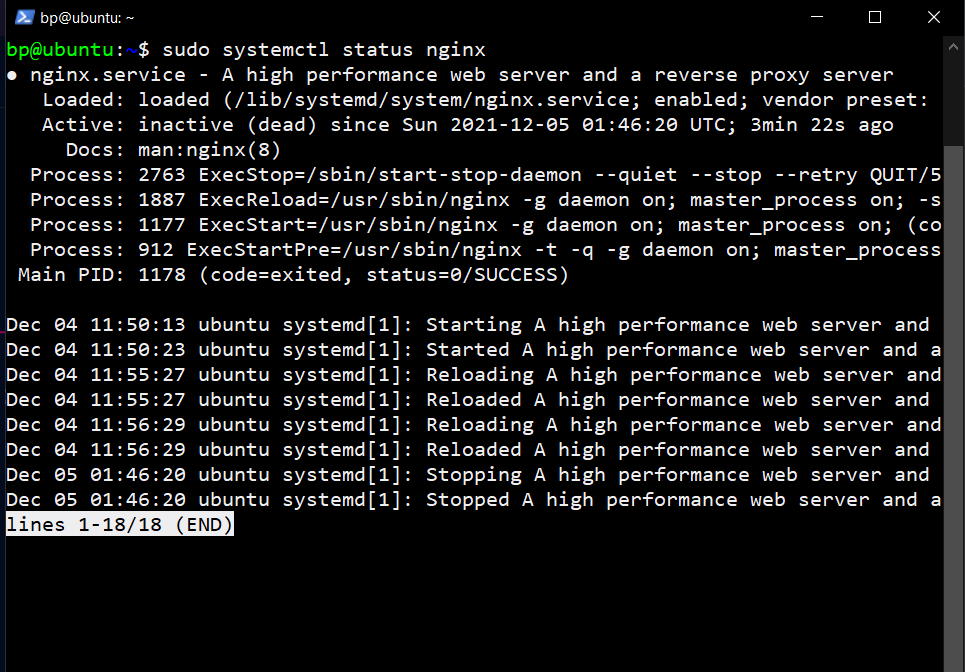 bp@ubuntu: ~
bp@ubuntu:~$ sudo systemctl status nginx
● nginx.service - A high performance web server and a reverse proxy server
   Loaded: loaded (/lib/systemd/system/nginx.service; enabled; vendor preset:
   Active: inactive (dead) since Sun 2021-12-05 01:46:20 UTC; 3min 22s ago
     Docs: man:nginx(8)
  Process: 2763 ExecStop=/sbin/start-stop-daemon --quiet --stop --retry QUIT/5
  Process: 1887 ExecReload=/usr/sbin/nginx -g daemon on; master_process on; -s
  Process: 1177 ExecStart=/usr/sbin/nginx -g daemon on; master_process on; (co
  Process: 912 ExecStartPre=/usr/sbin/nginx -t -q -g daemon on; master_process
 Main PID: 1178 (code=exited, status=0/SUCCESS)

Dec 04 11:50:13 ubuntu systemd[1]: Starting A high performance web server and
Dec 04 11:50:23 ubuntu systemd[1]: Started A high performance web server and a
Dec 04 11:55:27 ubuntu systemd[1]: Reloading A high performance web server and
Dec 04 11:55:27 ubuntu systemd[1]: Reloaded A high performance web server and
Dec 04 11:56:29 ubuntu systemd[1]: Reloading A high performance web server and
Dec 04 11:56:29 ubuntu systemd[1]: Reloaded A high performance web server and
Dec 05 01:46:20 ubuntu systemd[1]: Stopping A high performance web server and
Dec 05 01:46:20 ubuntu systemd[1]: Stopped A high performance web server and a
lines 1-18/18 (END)